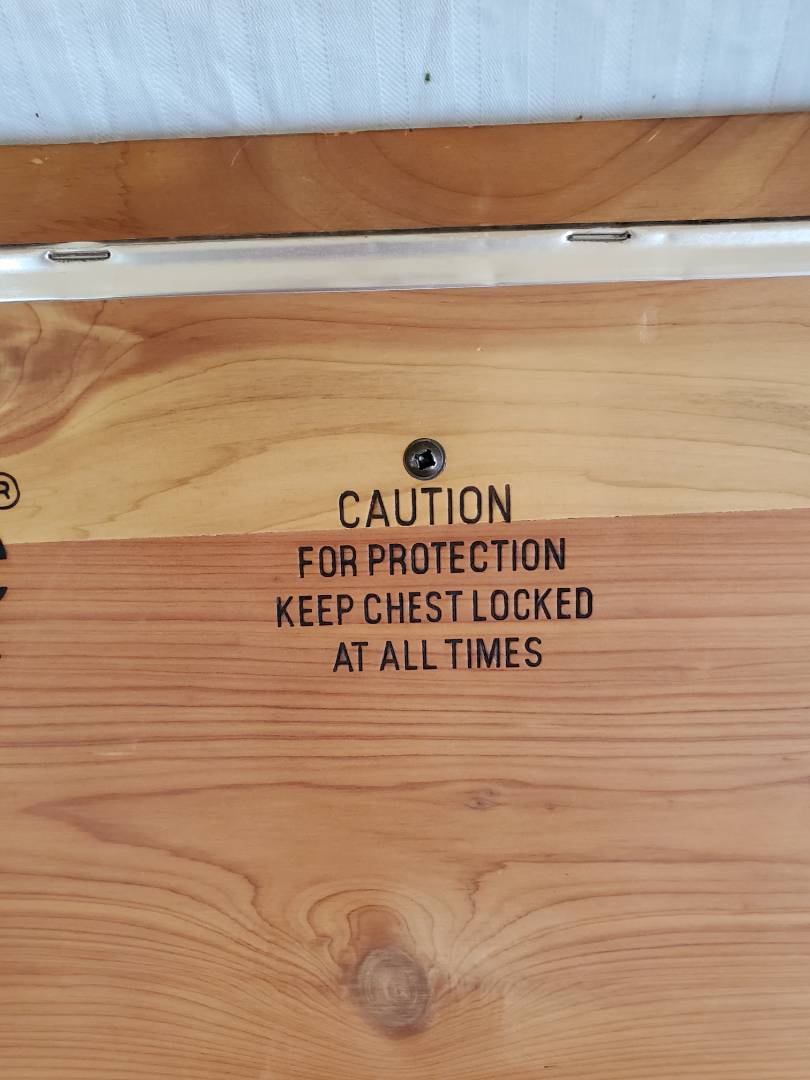 ®
CAUTION
FOR PROTECTION
KEEP CHEST LOCKED
AT ALL TIMES